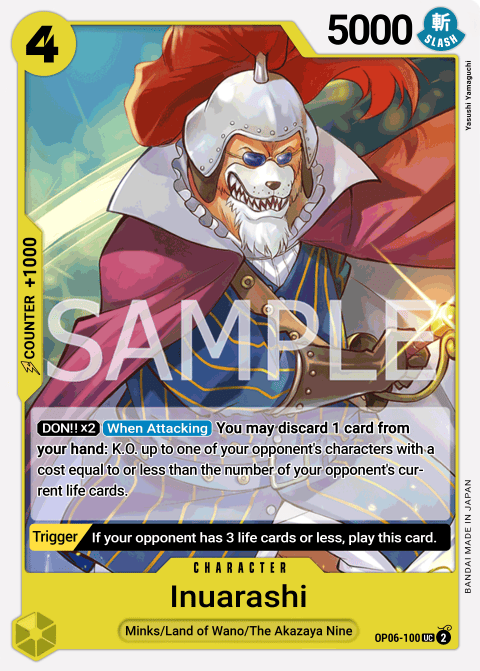 4
5000
斬
SLASH
Yasushi Yamaguchi
COUNTER +1000
SAMPLE
DON!!×2 When Attacking You may discard 1 card from
your hand: K.O. up to one of your opponent's characters with a
cost equal to or less than the number of your opponent's cur-
rent life cards.
Trigger If your opponent has 3 life cards or less, play this card.
BANDAI MADE IN JAPAN
CHARACTER
Inuarashi
Minks/Land of Wano/The Akazaya Nine
OP06-100 UC 2